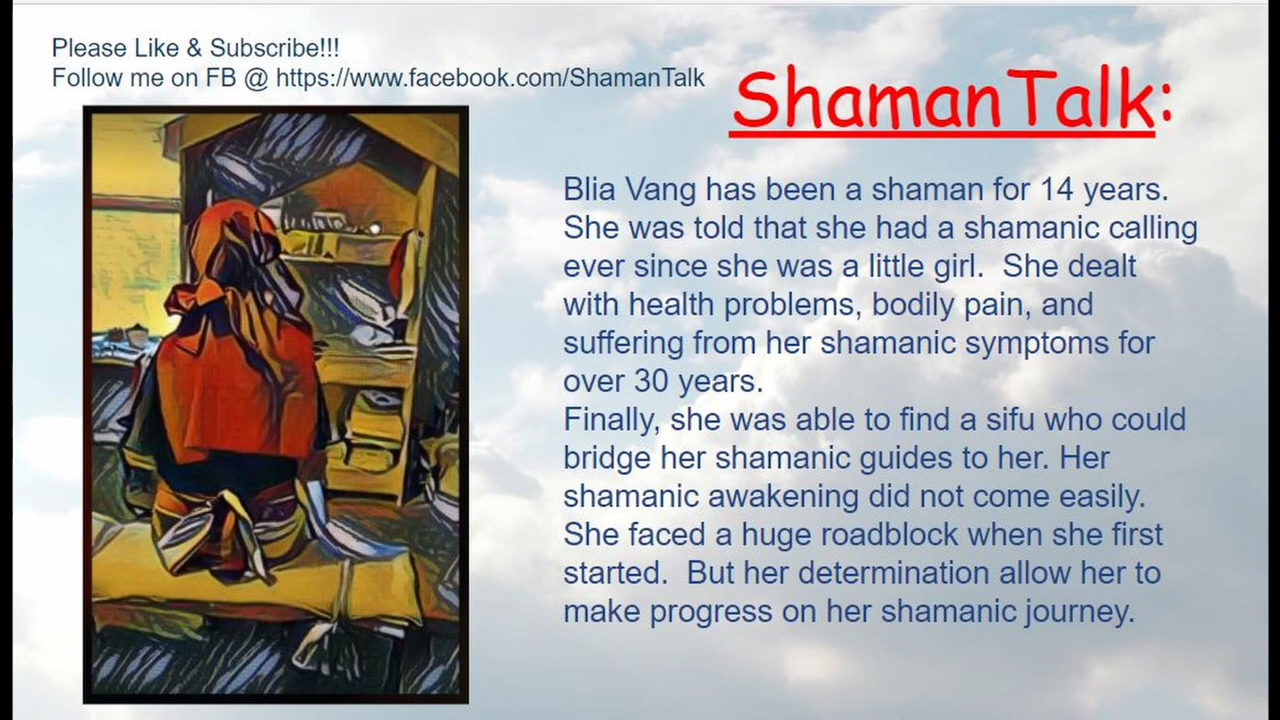 Please Like & Subscribe!!!
Follow me on FB @ https://www.facebook.com/ShamanTalk
ShamanTalk:
Blia Vang has been a shaman for 14 years.
She was told that she had a shamanic calling
ever since she was a little girl.  She dealt
with health problems, bodily pain, and
suffering from her shamanic symptoms for
over 30 years.
Finally, she was able to find a sifu who could
bridge her shamanic guides to her. Her
shamanic awakening did not come easily.
She faced a huge roadblock when she first
started.  But her determination allow her to
make progress on her shamanic journey.